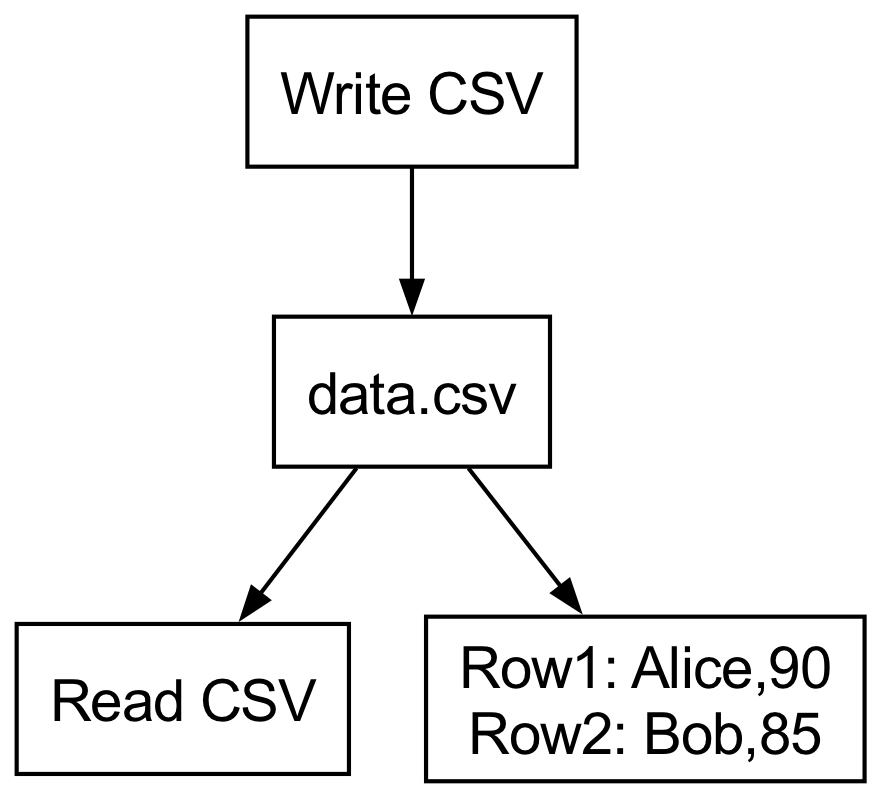 Write CSV
data.csv
Read CSV
Row1: Alice,90
Row2: Bob,85